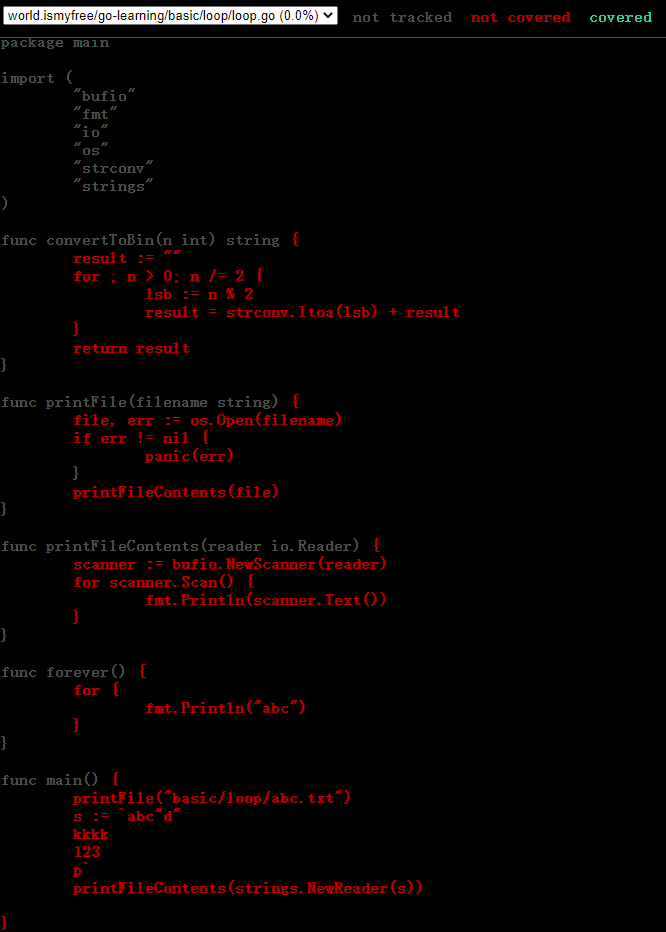 world.ismyfree/go-learning/basic/loop/loop.go (0.0%) not tracked not covered covered
package main
import (
"bufio"
"fmt"
"io"
"os"
"strconv"
"strings"
)
func convertToBin(n int) string {
result := ""
for ; n > 0; n /= 2 {
lsb := n % 2
result = strconv.Itoa(lsb) + result
}
return result
}
func printFile(filename string) {
file, err := os.Open(filename)
if err != nil {
panic(err)
}
printFileContents(file)
}
func printFileContents(reader io.Reader) {
scanner := bufio.NewScanner(reader)
for scanner.Scan() {
fmt.Println(scanner.Text())
}
}
func forever() {
for {
fmt.Println("abc")
}
}
func main() {
printFile("basic/loop/abc.txt")
s := `abc"d"
kkkk
123
p`
printFileContents(strings.NewReader(s))
}